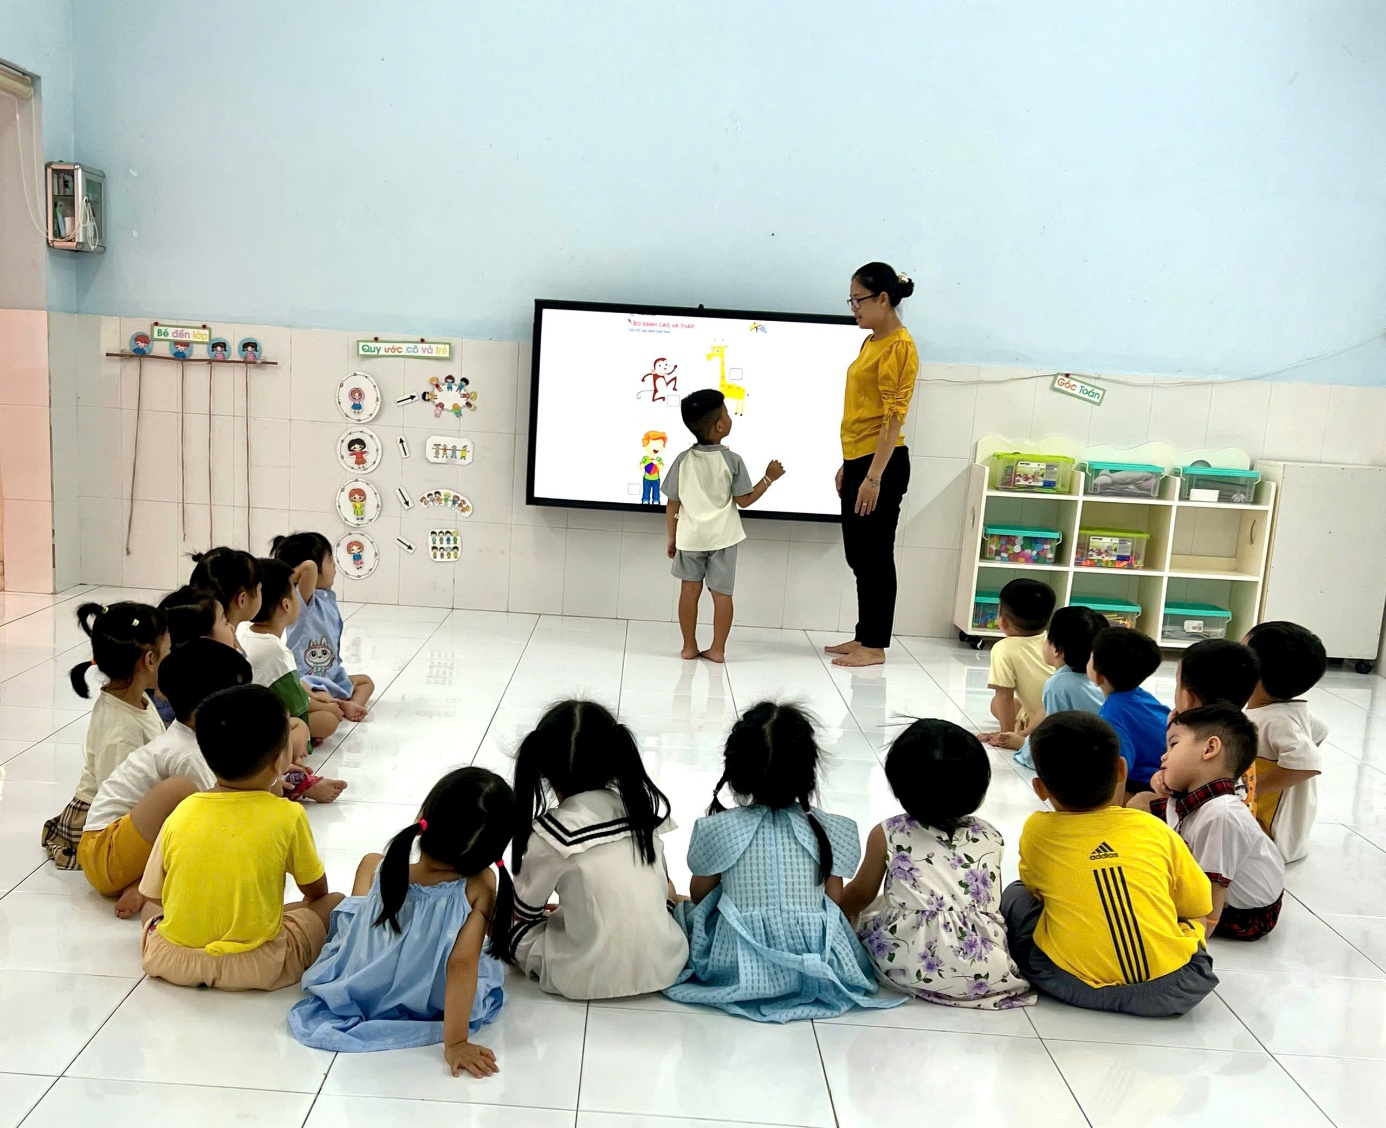 Bé đến lớp
Quy ước cô và trẻ
SO SÁNH CAO VÀ THẤP
Góc Toán
adidas